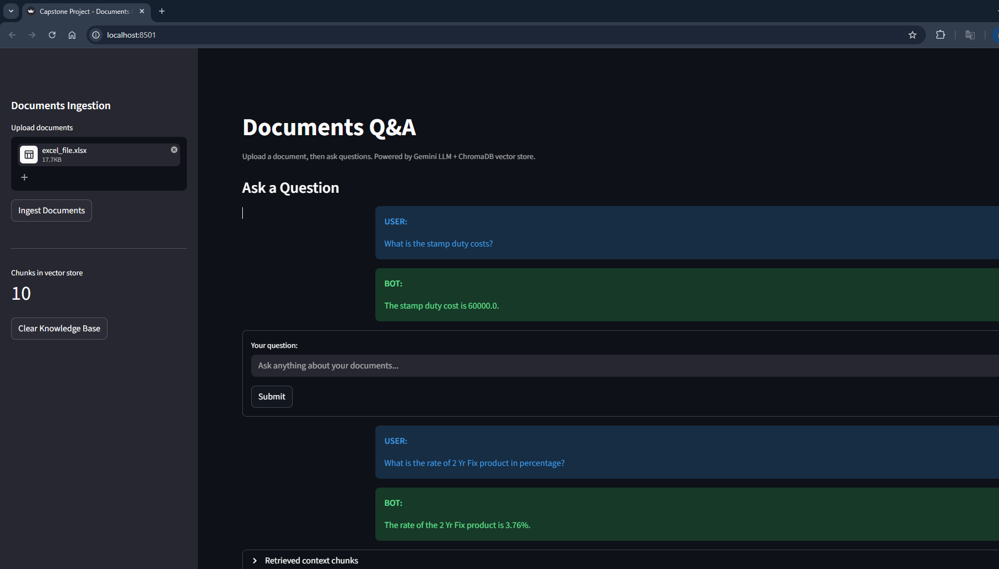 Capstone Project - Documents
localhost:8501
Documents Ingestion
Upload documents
excel_file.xlsx
17.7KB
Ingest Documents
Chunks in vector store
10
Clear Knowledge Base
Documents Q&A
Upload a document, then ask questions. Powered by Gemini LLM + ChromaDB vector store.
Ask a Question
USER:
What is the stamp duty costs?
BOT:
The stamp duty cost is 60000.0.
Your question:
Ask anything about your documents...
Submit
USER:
What is the rate of 2 Yr Fix product in percentage?
BOT:
The rate of the 2 Yr Fix product is 3.76%.
Retrieved context chunks